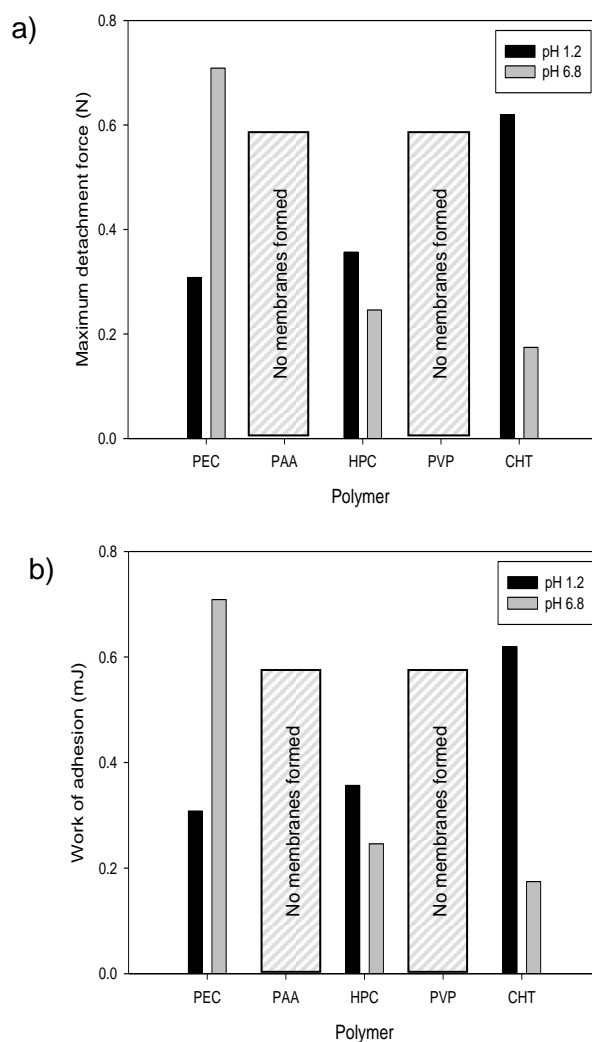 a)
0.8
0.6
0.4
0.2
0.0
Maximum detachment force (N)
pH 1.2
pH 6.8
No membranes formed
No membranes formed
PEC PAA HPC PVP CHT
Polymer
b)
0.8
0.6
0.4
0.2
0.0
Work of adhesion (mJ)
pH 1.2
pH 6.8
No membranes formed
No membranes formed
PEC PAA HPC PVP CHT
Polymer